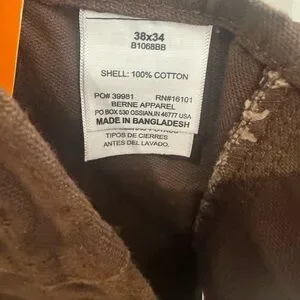 38x34
B1068BB
SHELL: 100% COTTON
PO# 39981 RN#16101
BERNE APPAREL
PO BOX 530 OSSIAN,IN 46777 USA
MADE IN BANGLADESH
TIPOS DE CIERRES
ANTES DEL LAVADO.